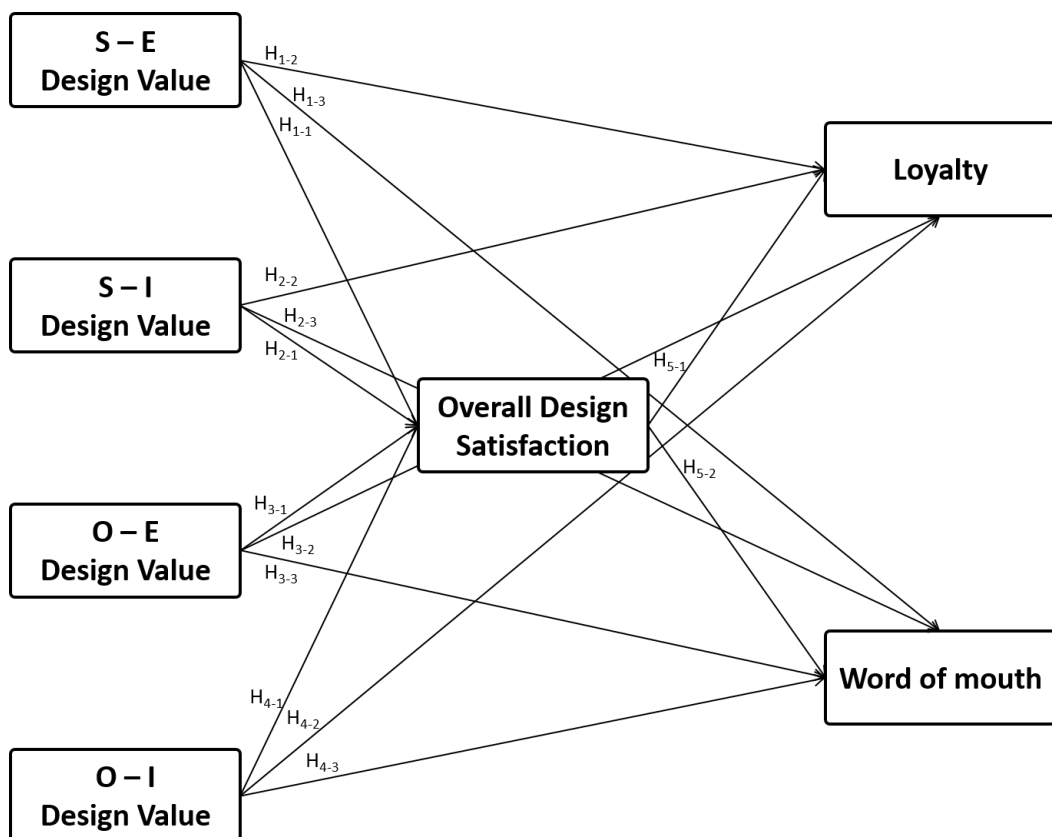 S – E
Design Value
H1-2
H1-3
H1-1
Loyalty
S – I
Design Value
H2-2
H2-3
H2-1
H5-1
Overall Design
Satisfaction
H5-2
O – E
Design Value
H3-1
H3-2
H3-3
Word of mouth
H4-1
H4-2
H4-3
O – I
Design Value